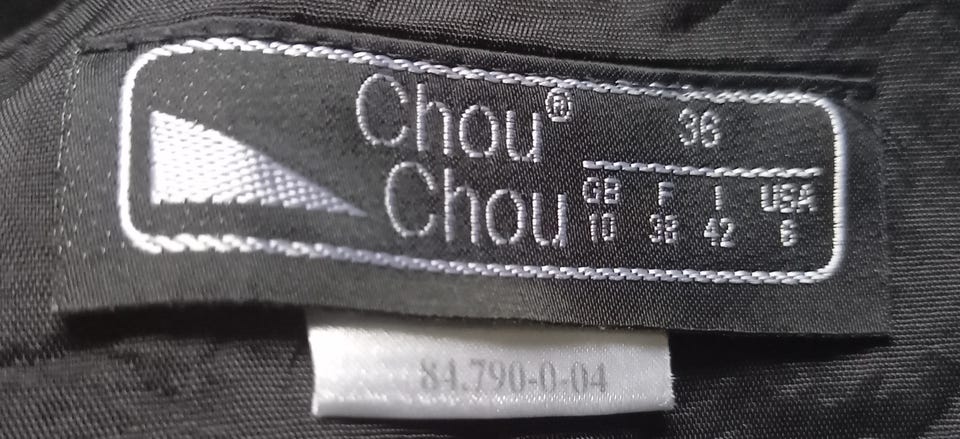 Chou®
Chou
36
GB F I USA
10 38 42 8
84.790-0-04